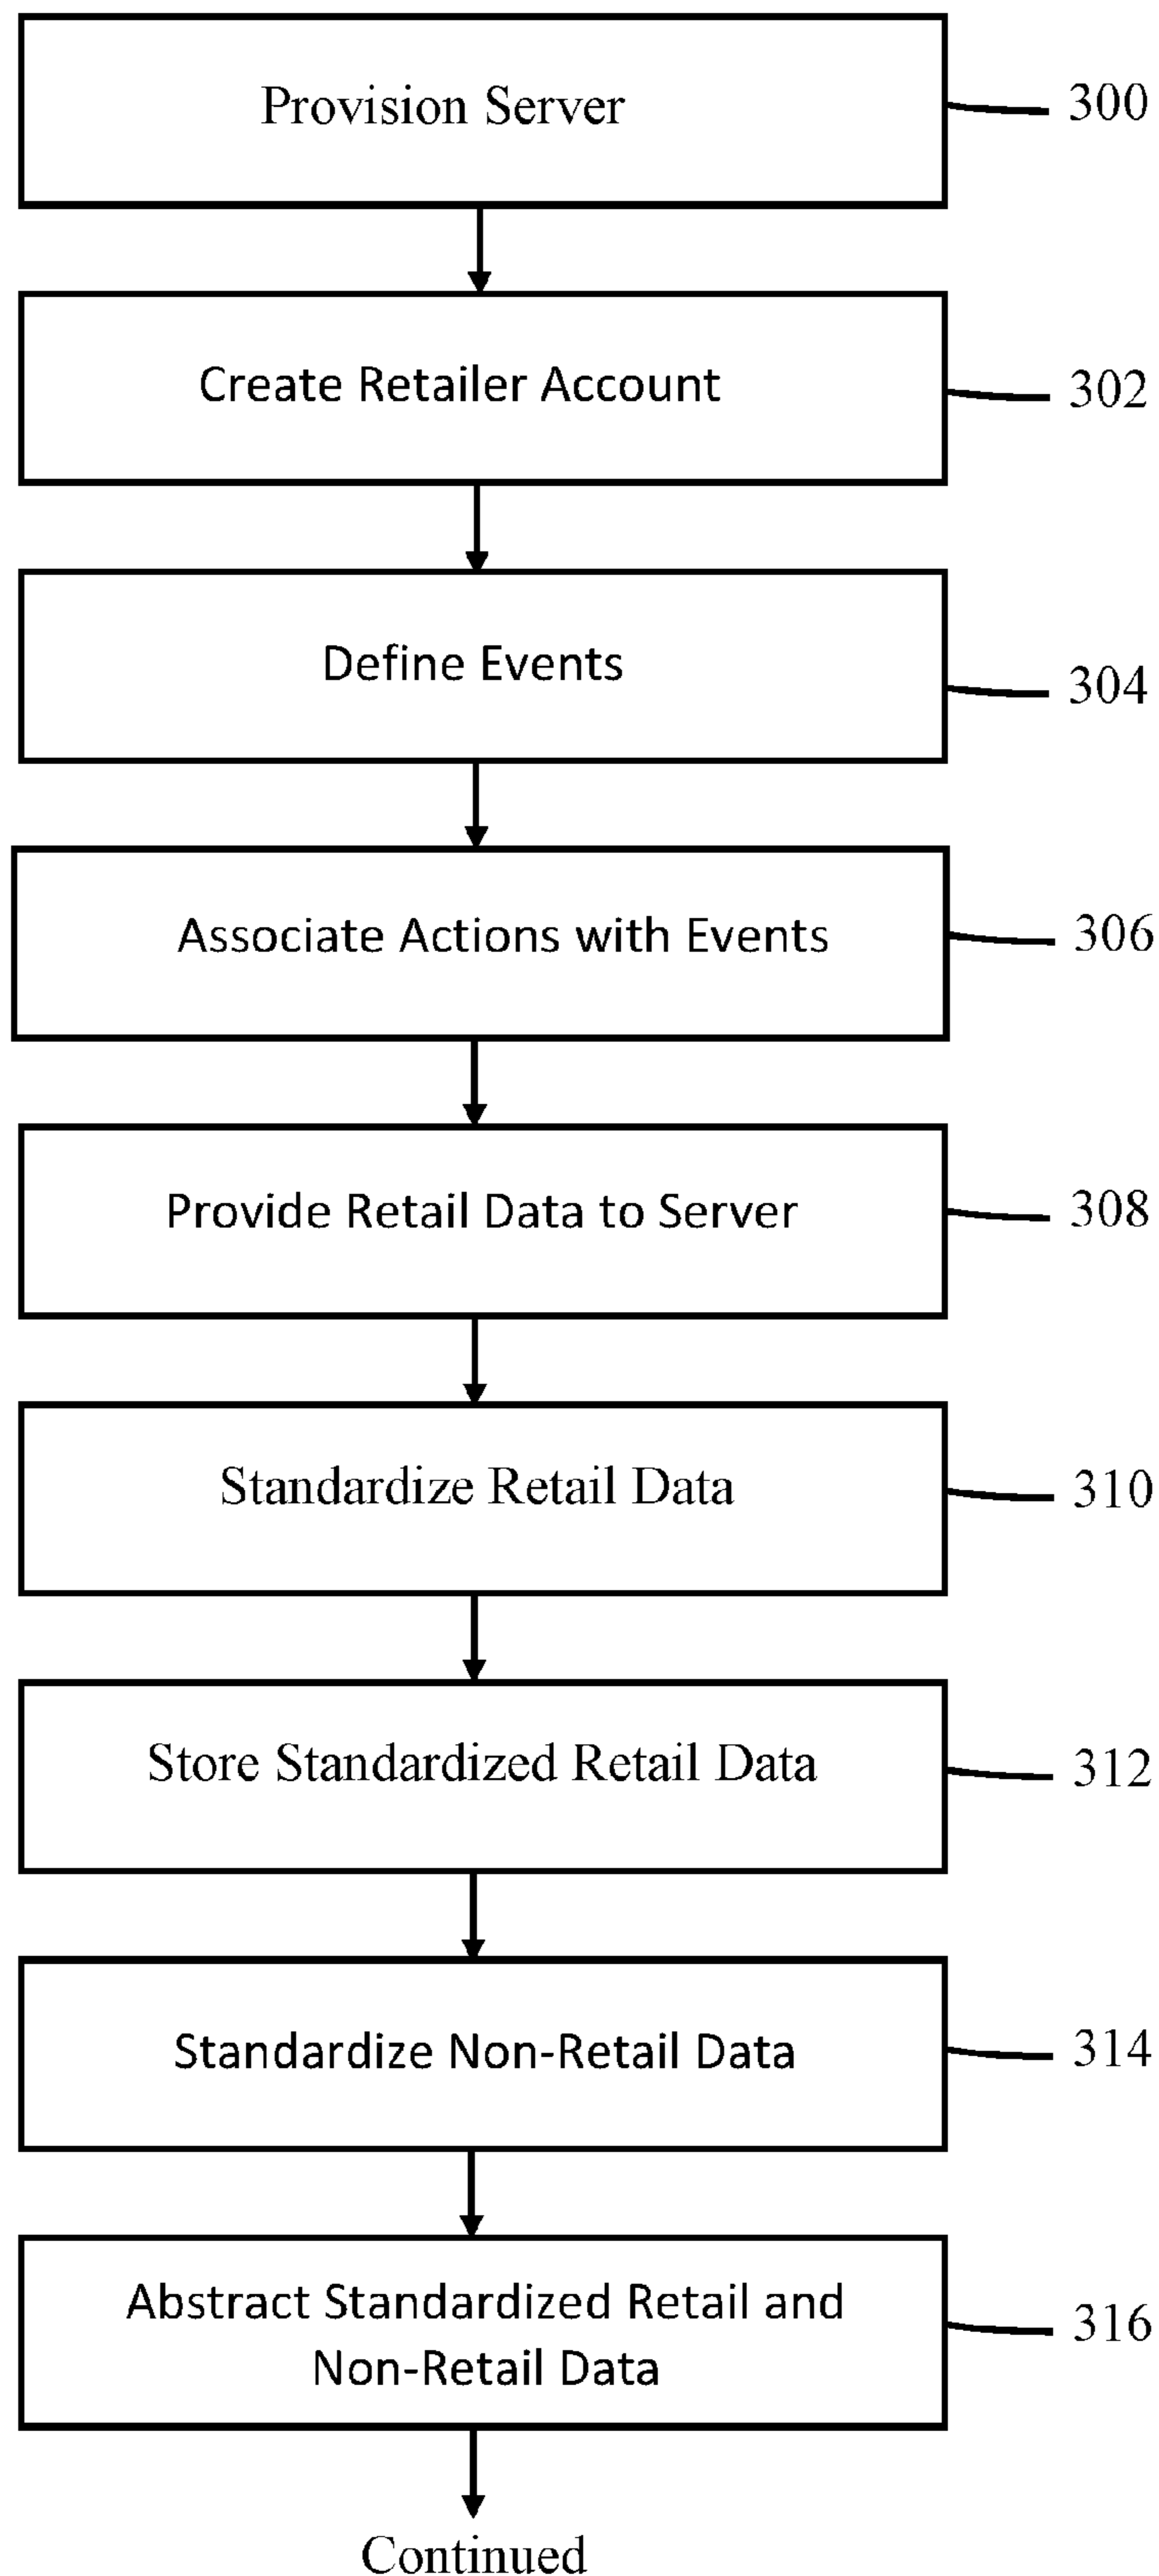 Provision Server
300
Create Retailer Account
302
Define Events
304
Associate Actions with Events
306
Provide Retail Data to Server
308
Standardize Retail Data
310
Store Standardized Retail Data
312
Standardize Non-Retail Data
314
Abstract Standardized Retail and
Non-Retail Data
316
Continued